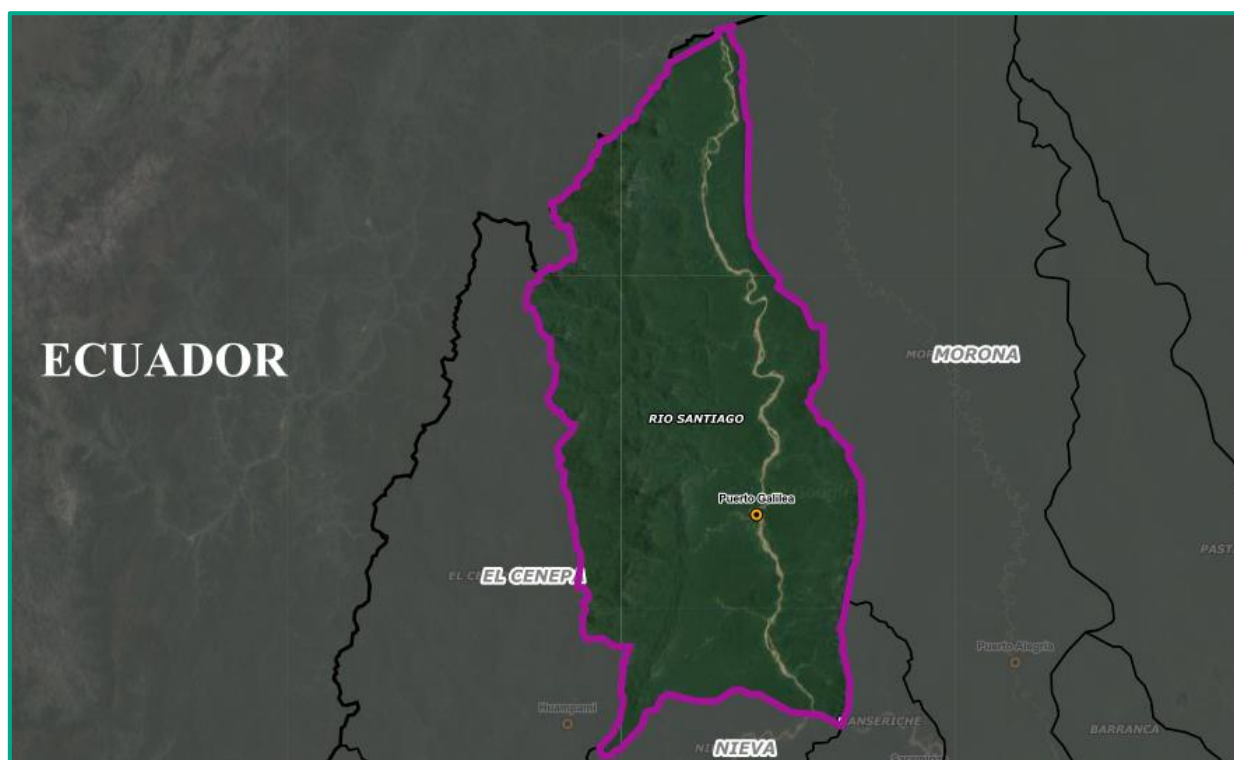 ECUADOR
MORONA
RIO SANTIAGO
Puerto Galilea
EL CENEPA
Puerto Alegria
Huampami
NIEVA
BARRANCA